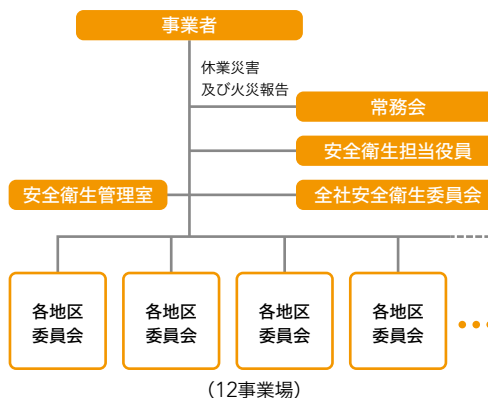 事業者
休業災害
及び火災報告
常務会
安全衛生担当役員
安全衛生管理室
全社安全衛生委員会
各地区
委員会
各地区
委員会
各地区
委員会
各地区
委員会
(12事業場)